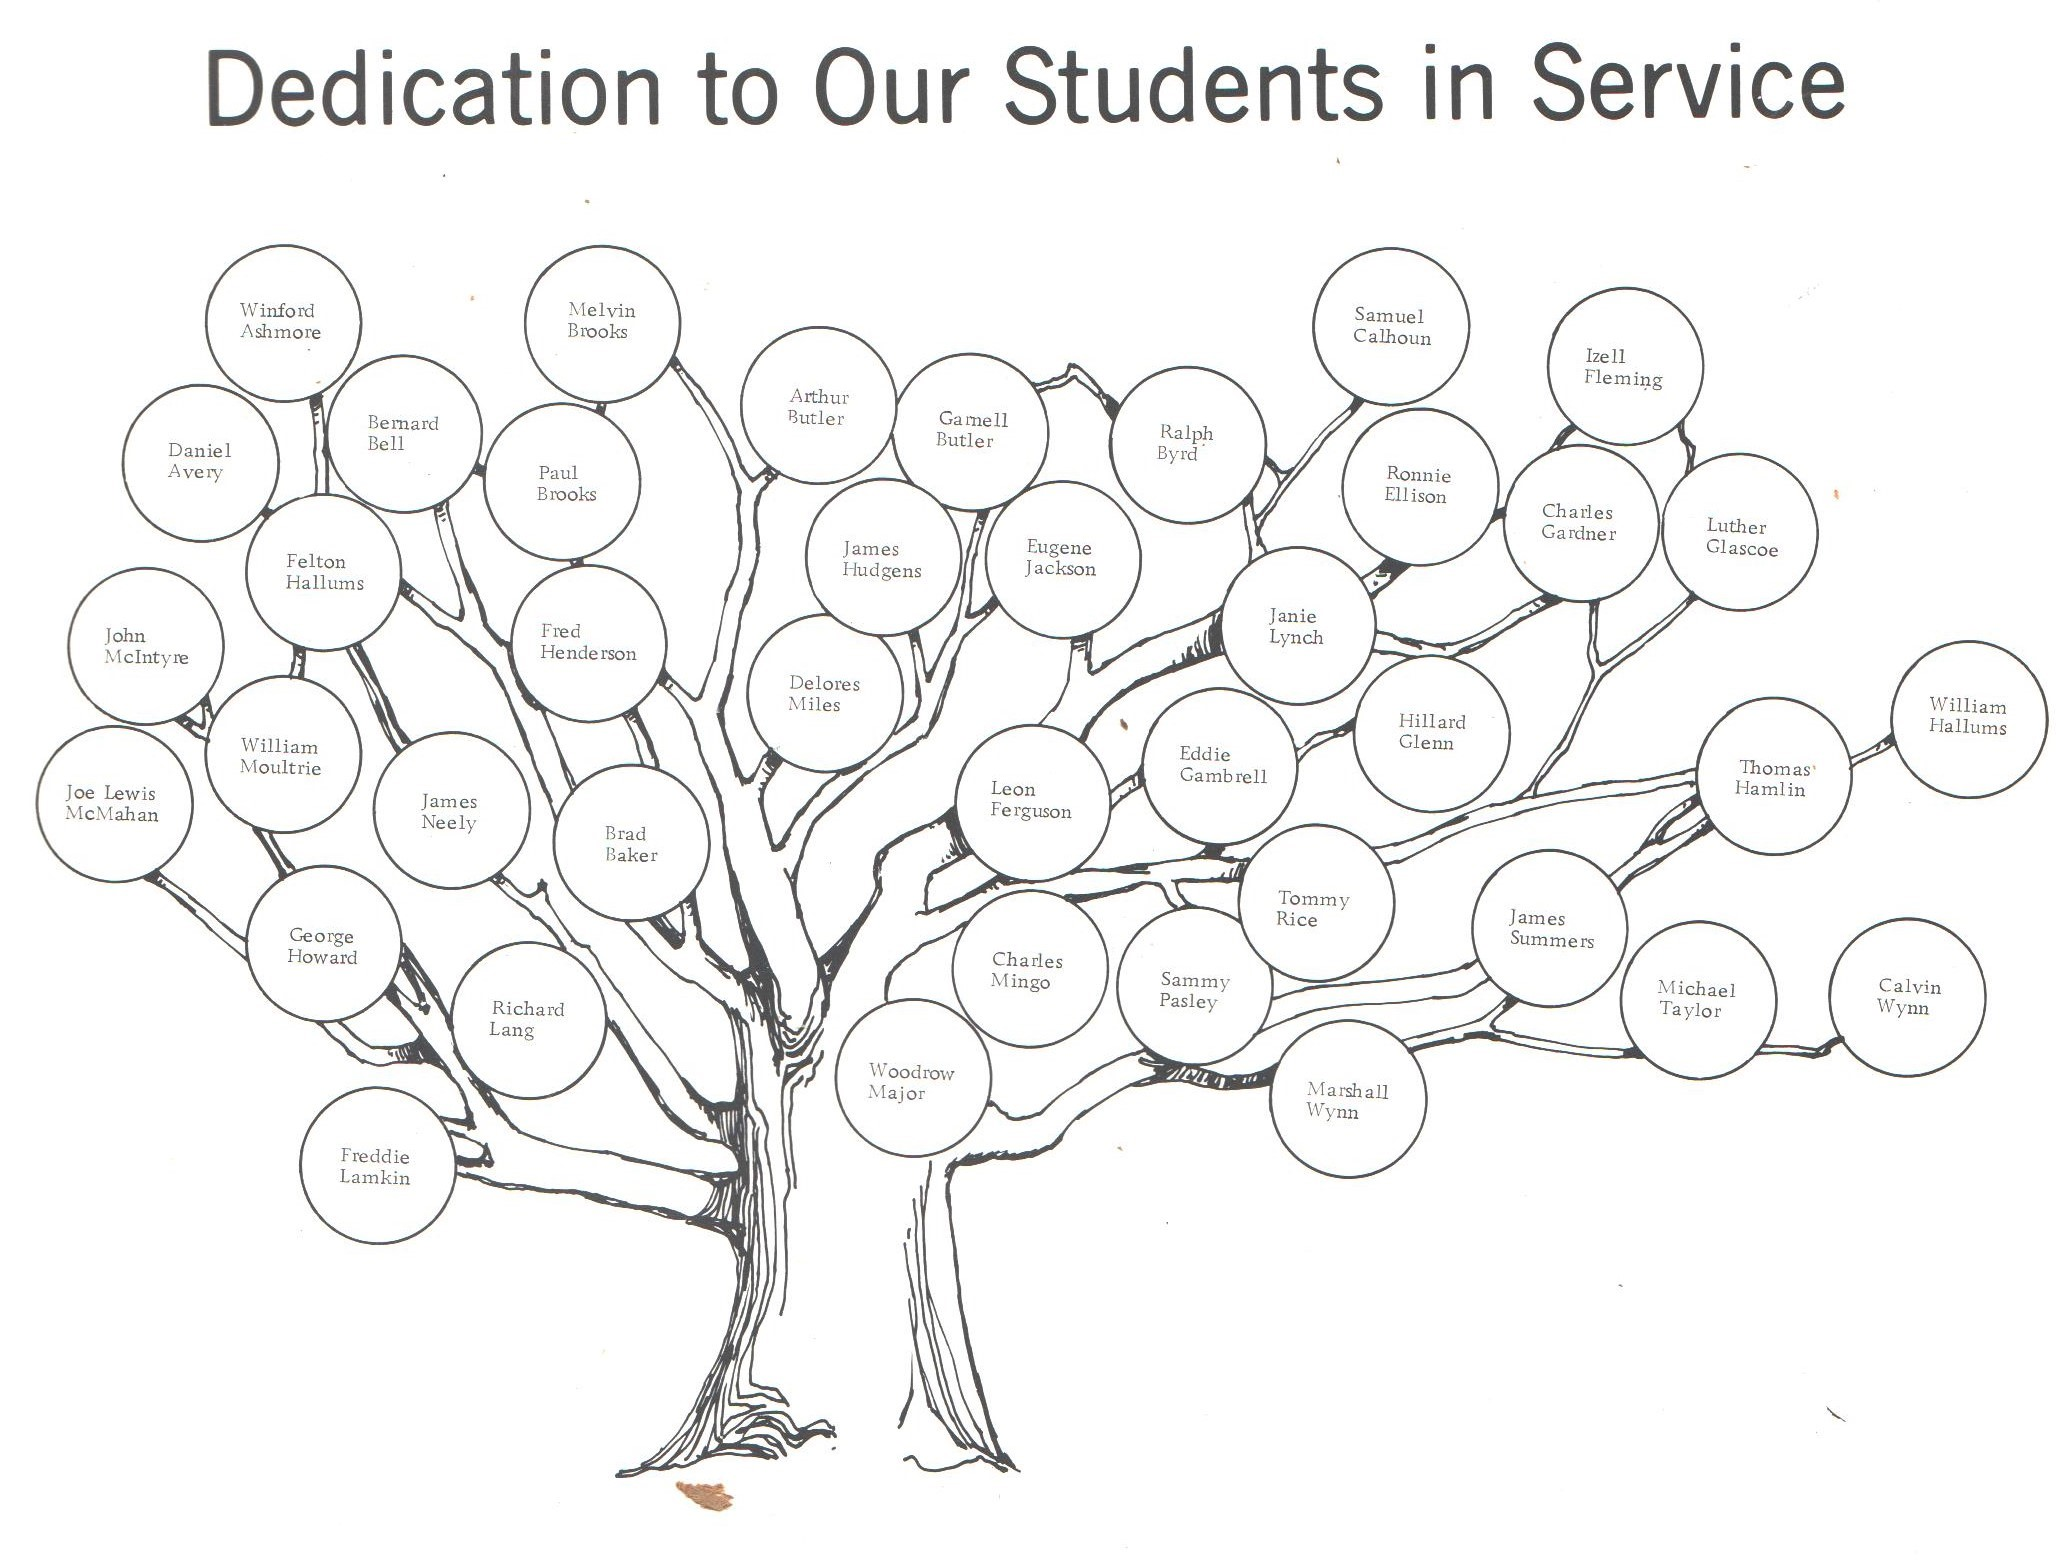 Dedication to Our Students in Service
Winford
Ashmore
Melvin
Brooks
Samuel
Calhoun
Izell
Fleming
Arthur
Butler
Garnell
Butler
Bernard
Bell
Ralph
Byrd
Daniel
Avery
Paul
Brooks
Ronnie
Ellison
Charles
Gardner
Luther
Glascoe
Felton
Hallums
James
Hudgens
Eugene
Jackson
John
McIntyre
Fred
Henderson
Janie
Lynch
Delores
Miles
William
Hallums
William
Moultrie
Hillard
Glenn
Eddie
Gambrell
Thomas
Hamlin
Joe Lewis
McMahan
James
Neely
Leon
Ferguson
Brad
Baker
Tommy
Rice
James
Summers
George
Howard
Charles
Mingo
Sammy
Pasley
Michael
Taylor
Calvin
Wynn
Richard
Lang
Woodrow
Major
Marshall
Wynn
Freddie
Lamkin